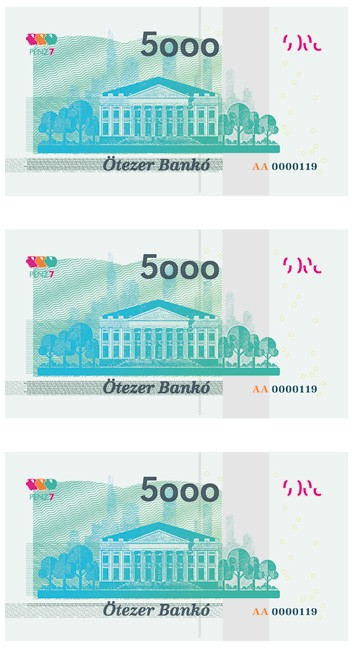 5000
PÉNZ7
Ötezer Bankó
AA 0000119
5000
PÉNZ7
Ötezer Bankó
AA 0000119
5000
PÉNZ7
Ötezer Bankó
AA 0000119